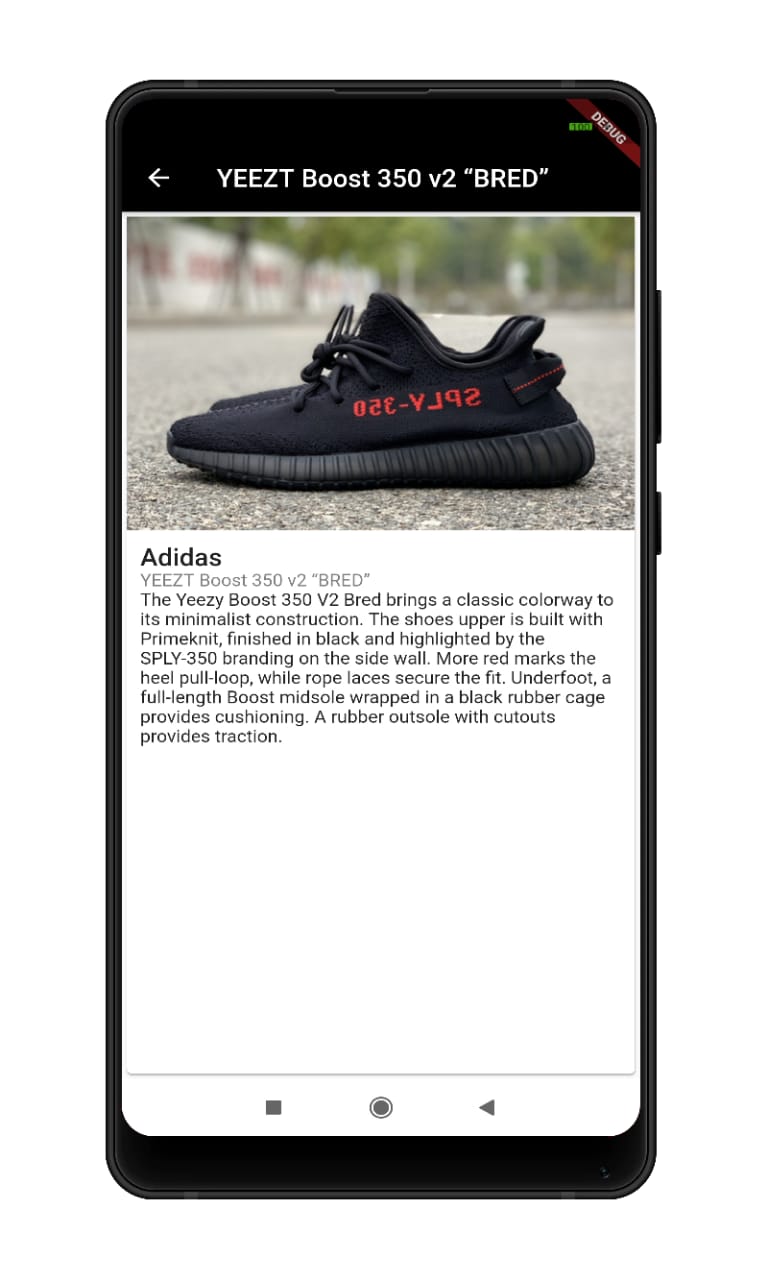 100
DEBUG
YEEZT Boost 350 v2 “BRED”
SPLY-350
Adidas
YEEZT Boost 350 v2 “BRED”
The Yeezy Boost 350 V2 Bred brings a classic colorway to
its minimalist construction. The shoes upper is built with
Primeknit, finished in black and highlighted by the
SPLY-350 branding on the side wall. More red marks the
heel pull-loop, while rope laces secure the fit. Underfoot, a
full-length Boost midsole wrapped in a black rubber cage
provides cushioning. A rubber outsole with cutouts
provides traction.